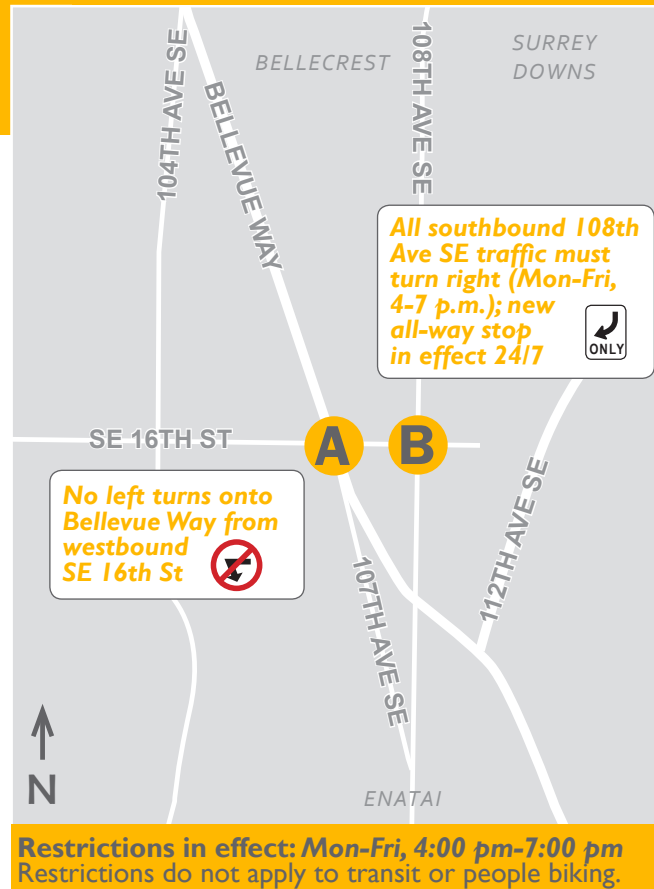 BELLECREST
SURREY
DOWNS
104TH AVE SE
BELLEVUE WAY
108TH AVE SE
All southbound 108th
Ave SE traffic must
turn right (Mon-Fri,
4-7 p.m.); new
all-way stop
in effect 24/7
ONLY
SE 16TH ST
A
B
No left turns onto
Bellevue Way from
westbound
SE 16th St
107TH AVE SE
112TH AVE SE
N
ENATAI
Restrictions in effect: Mon-Fri, 4:00 pm-7:00 pm
Restrictions do not apply to transit or people biking.